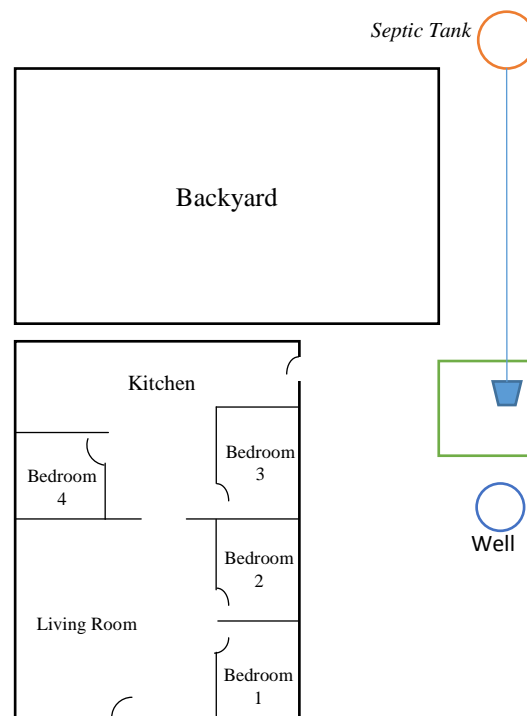 Septic Tank
Backyard
Kitchen
Bedroom
3
Bedroom
4
Well
Bedroom
2
Living Room
Bedroom
1